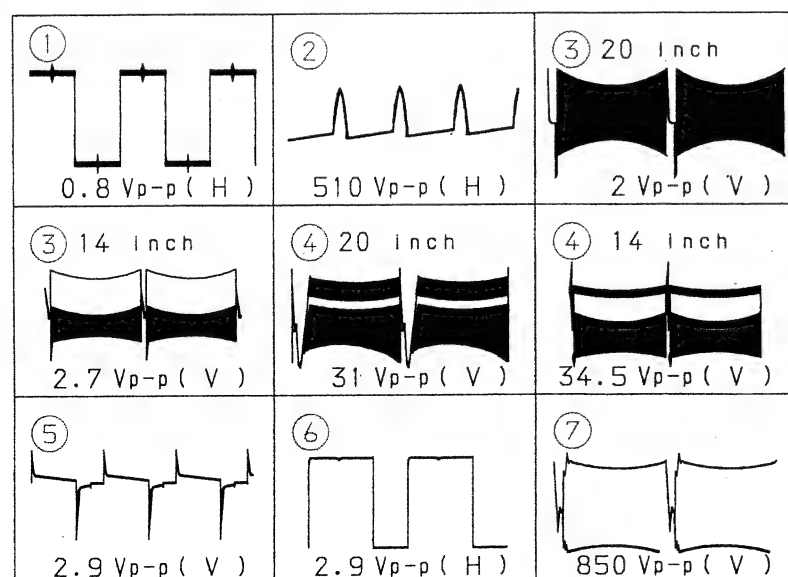 ① 
0.8 Vp-p ( H )
②
510 Vp-p ( H )
③ 20 inch
2 Vp-p ( V )
③ 14 inch
2.7 Vp-p ( V )
④ 20 inch
31 Vp-p ( V )
④ 14 inch
34.5 Vp-p ( V )
⑤
2.9 Vp-p ( V )
⑥
2.9 Vp-p ( H )
⑦
850 Vp-p ( V )